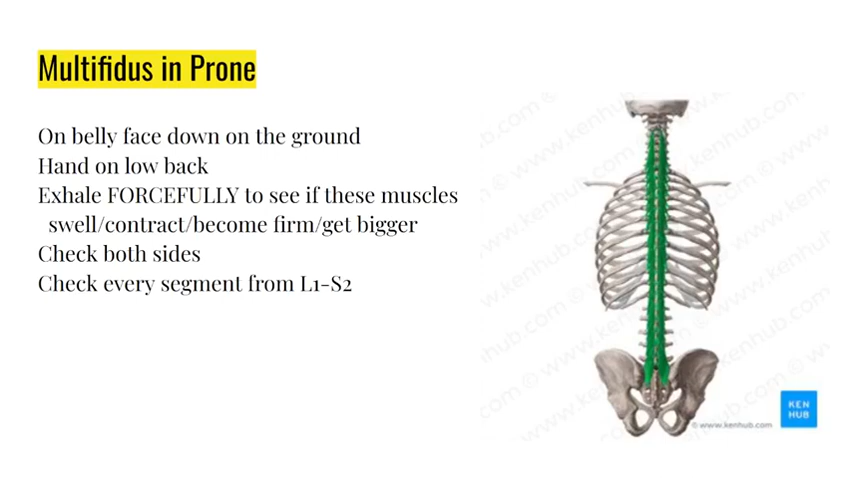 Multifidus in Prone
On belly face down on the ground
Hand on low back
Exhale FORCEFULLY to see if these muscles
swell/contract/become firm/get bigger
Check both sides
Check every segment from L1-S2
KEN
HUB
© www.kenhub.com